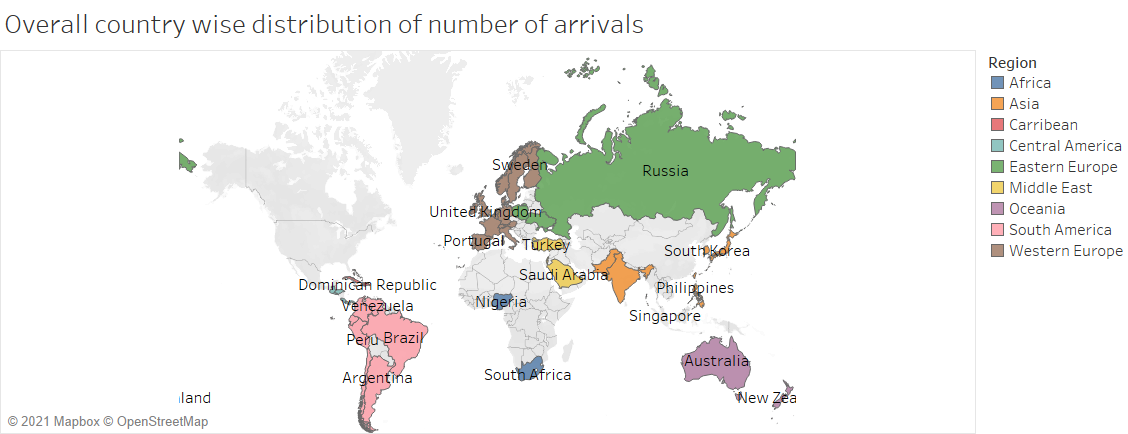 Overall country wise distribution of number of arrivals
Region
Africa
Asia
Carribean
Central America
Eastern Europe
Middle East
Oceania
South America
Western Europe
Russia
Sweden
United Kingdom
Portugal
Turkey
South Korea
Saudi Arabia
Dominican Republic
Philippines
Venezuela
Nigeria
Singapore
Peru
Brazil
Australia
Argentina
South Africa
land
New Zea
© 2021 Mapbox © OpenStreetMap